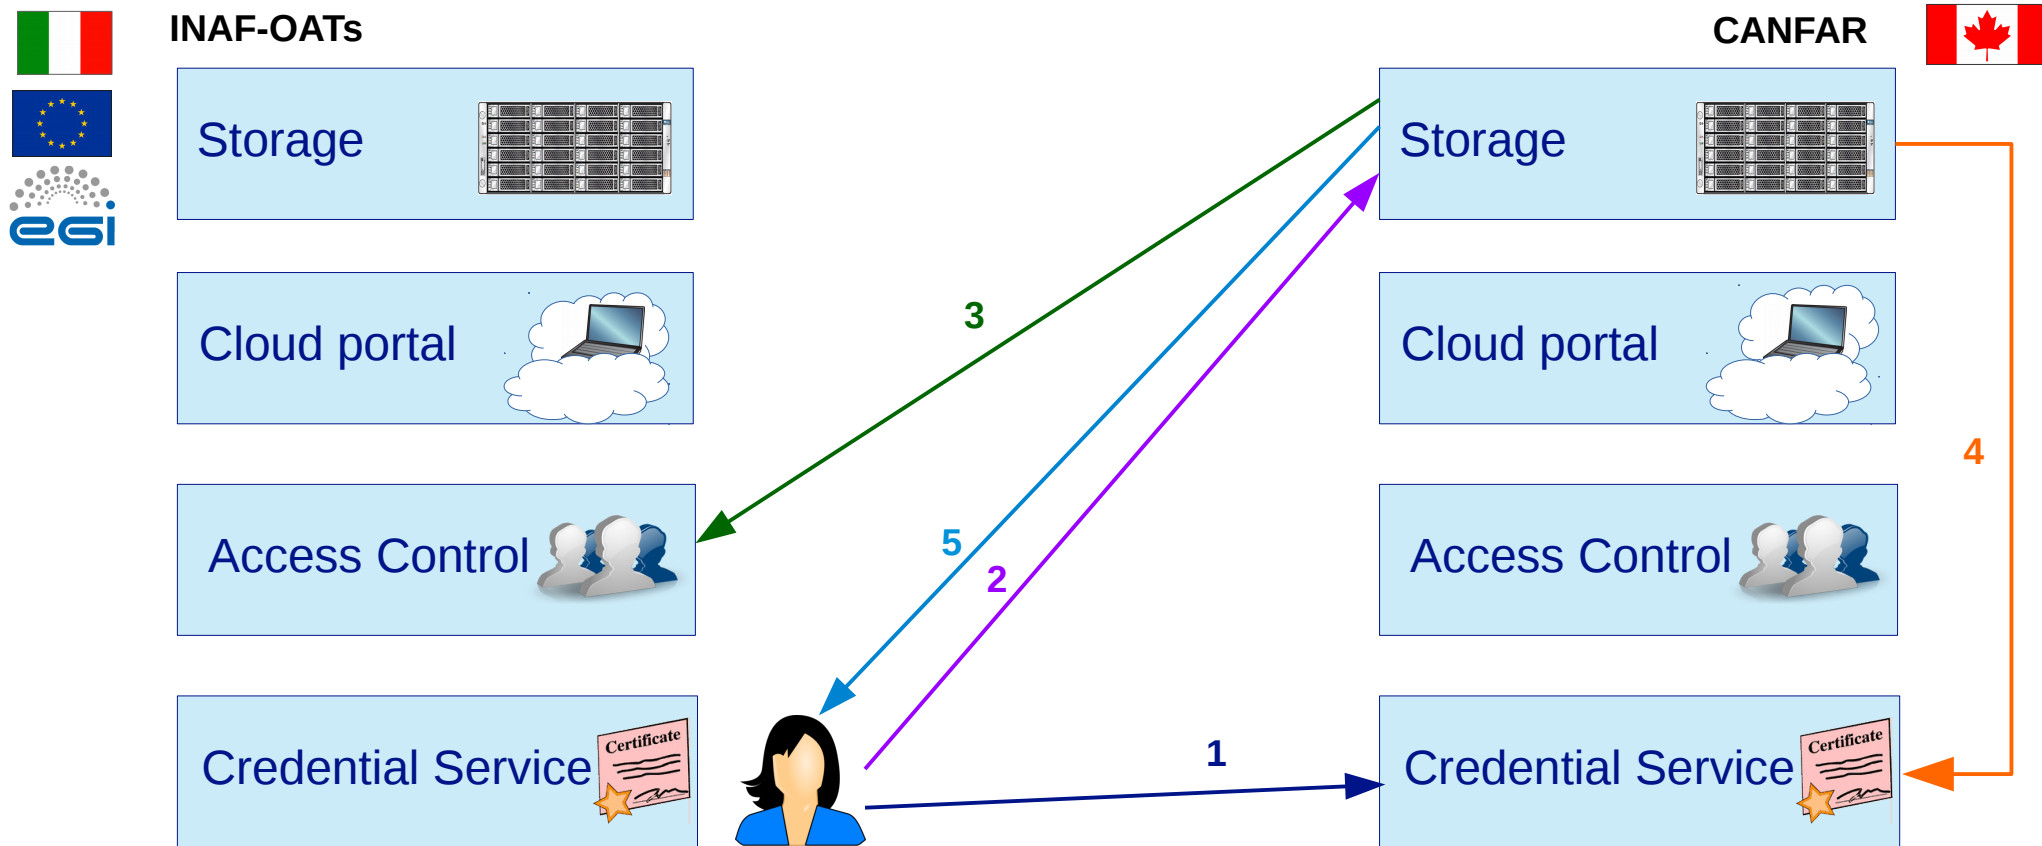 INAF-OATs
CANFAR
Storage
Storage
egi
Cloud portal
3
Cloud portal
4
Access Control
5
2
Access Control
Credential Service
Certificate
1
Credential Service
Certificate